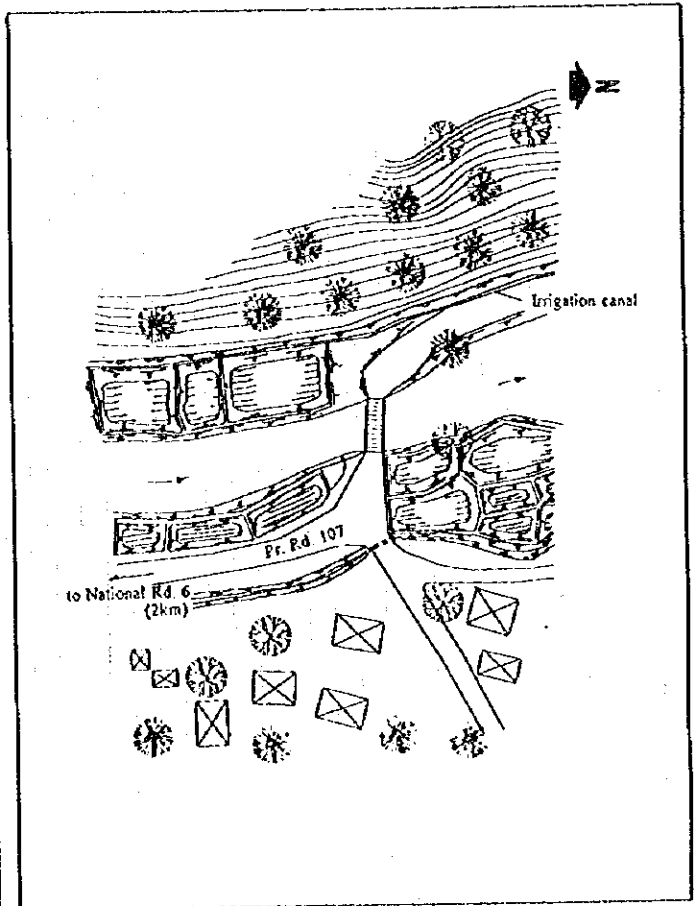 N
Irrigation canal
Pr. Rd. 107
to National Rd. 6
(2km)